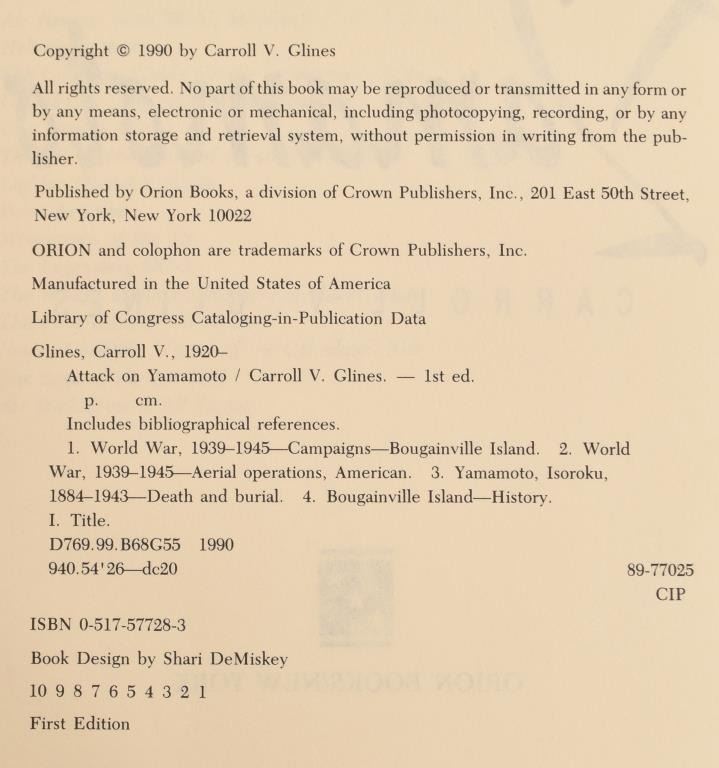 Copyright © 1990 by Carroll V. Glines
All rights reserved. No part of this book may be reproduced or transmitted in any form or
by any means, electronic or mechanical, including photocopying, recording, or by any
information storage and retrieval system, without permission in writing from the pub-
lisher.
Published by Orion Books, a division of Crown Publishers, Inc., 201 East 50th Street,
New York, New York 10022
ORION and colophon are trademarks of Crown Publishers, Inc.
Manufactured in the United States of America
Library of Congress Cataloging-in-Publication Data
Glines, Carroll V., 1920–
Attack on Yamamoto / Carroll V. Glines. — 1st ed.
p. cm.
Includes bibliographical references.
1. World War, 1939–1945—Campaigns—Bougainville Island. 2. World
War, 1939–1945—Aerial operations, American. 3. Yamamoto, Isoroku,
1884–1943—Death and burial. 4. Bougainville Island—History.
I. Title.
D769.99.B68G55 1990
940.54'26—dc20 89-77025
CIP
ISBN 0-517-57728-3
Book Design by Shari DeMiskey
10 9 8 7 6 5 4 3 2 1
First Edition